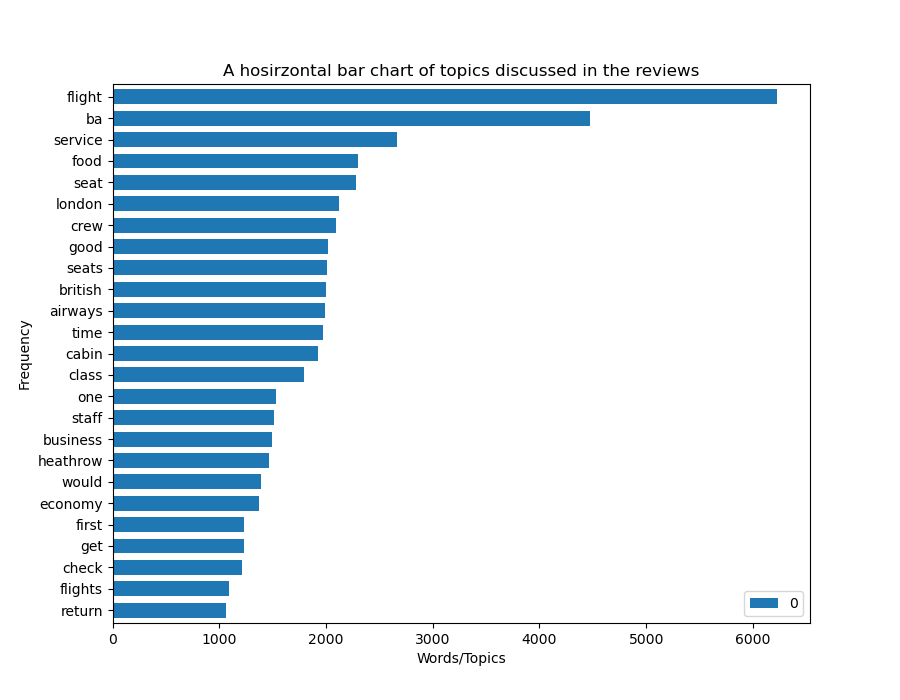 A hosirzontal bar chart of topics discussed in the reviews
flight
ba
service
food
seat
london
crew
good
seats
british
airways
time
cabin
class
one
staff
business
heathrow
would
economy
first
get
check
flights
return
Frequency
0
0 1000 2000 3000 4000 5000 6000
Words/Topics